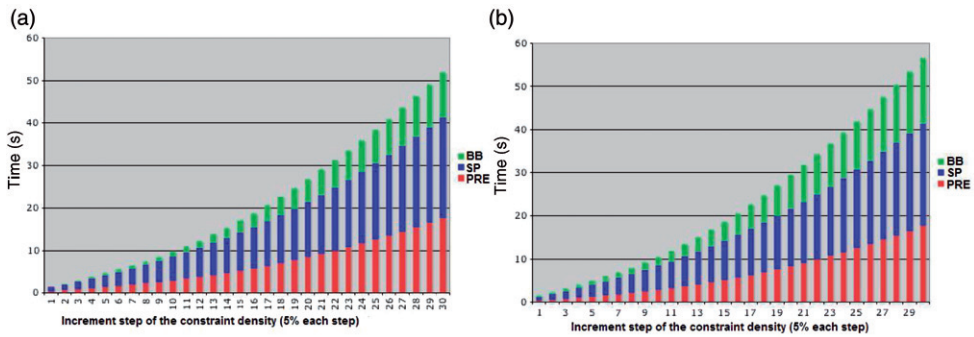 (a)
60
50
40
30
20
10
0
Time (s)
BB
SP
PRE
1 2 3 4 5 6 7 8 9 10 11 12 13 14 15 16 17 18 19 20 21 22 23 24 25 26 27 28 29 30
Increment step of the constraint density (5% each step)
(b)
60
50
40
30
20
10
0
Time (s)
BB
SP
PRE
1 3 5 7 9 11 13 15 17 19 21 23 25 27 29
Increment step of the constraint density (5% each step)